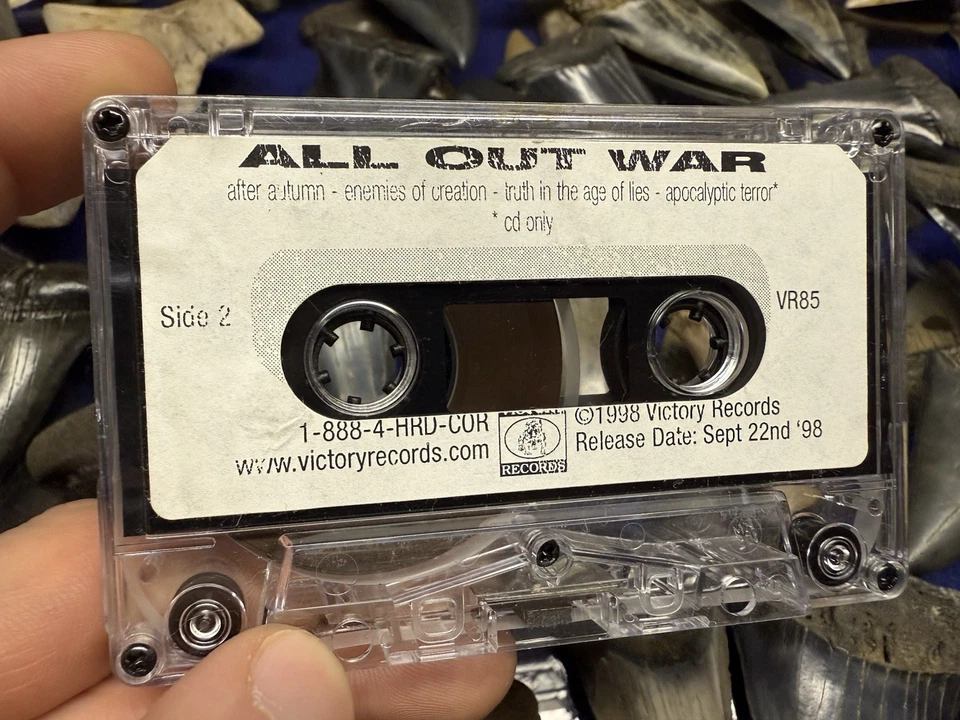 ALL OUT WAR
after autumn - enemies of creation - truth in the age of lies - apocalyptic terror*
* cd only
Side 2
VR85
1-888-4-HRD-COR
www.victoryrecords.com
RECORDS
©1998 Victory Records
Release Date: Sept 22nd '98